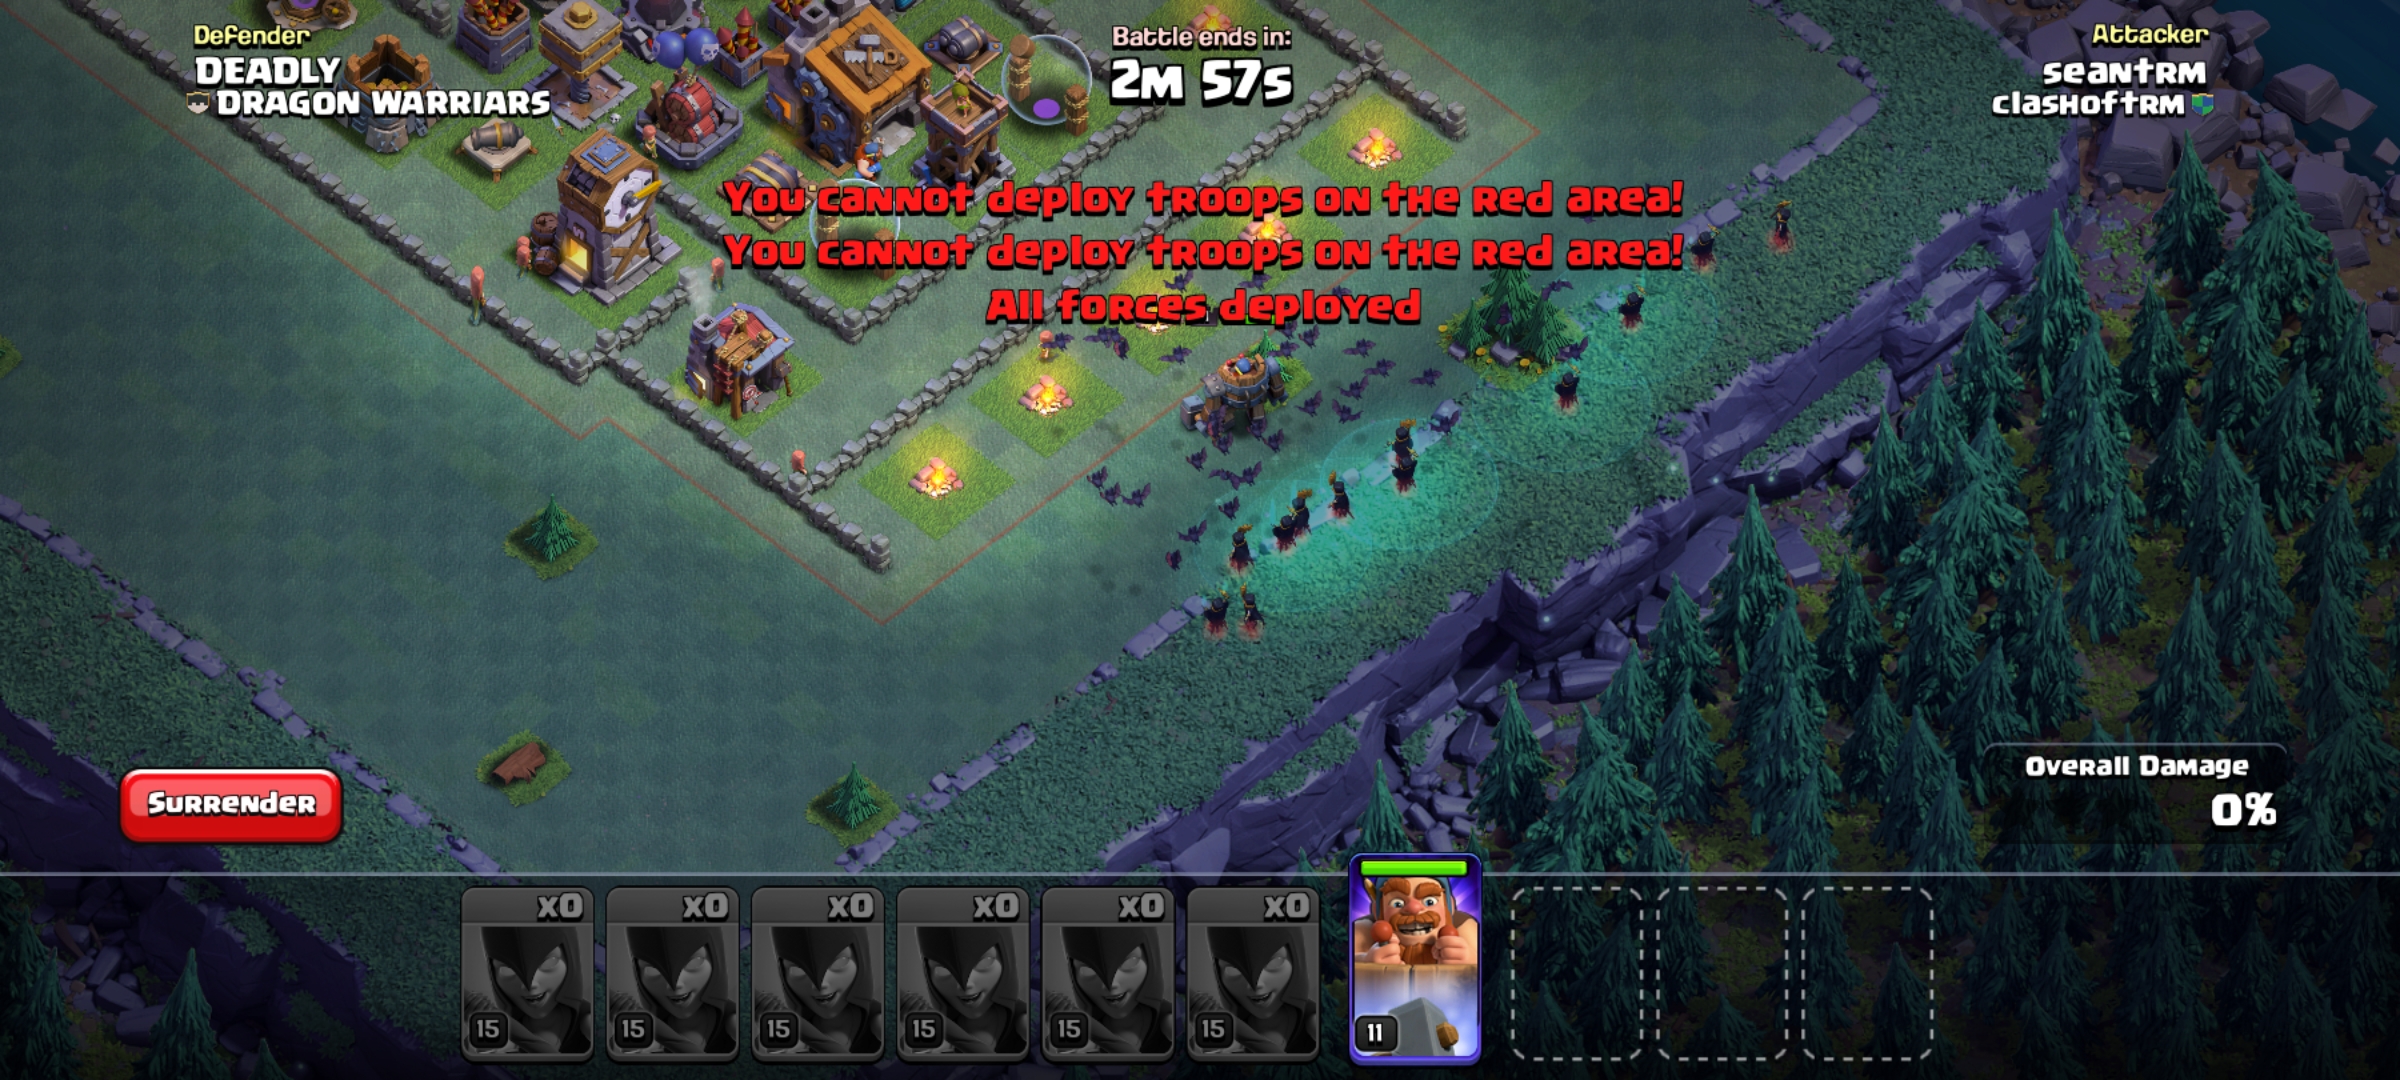 Defender
DEADLY
DRAGON WARRIARS
Battle ends in:
2M 57s
Attacker
seantRM
clashoftRM
You cannot deploy troops on the red area!
You cannot deploy troops on the red area!
All forces deployed
Surrender
Overall Damage
0%
x0 x0 x0 x0 x0 x0
15 15 15 15 15 15 11